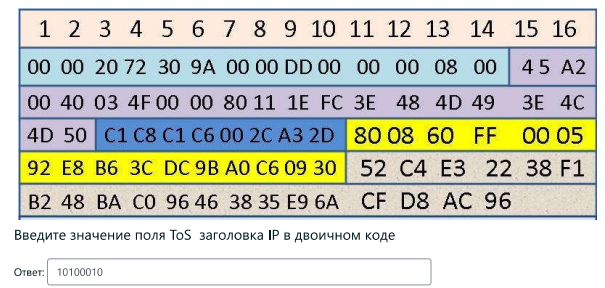 1 2 3 4 5 6 7 8 9 10 11 12 13 14 15 16
00 00 20 72 30 9A 00 00 DD 00 00 00 08 00 4 5 A2
00 40 03 4F 00 00 80 11 1E FC 3E 48 4D 49 3E 4C
4D 50 C1 C8 C1 C6 00 2C A3 2D 80 08 60 FF 00 05
92 E8 B6 3C DC 9B A0 C6 09 30 52 C4 E3 22 38 F1
B2 48 BA C0 96 46 38 35 E9 6A CF D8 AC 96
Введите значение поля ToS заголовка IP в двоичном коде
Ответ: 10100010